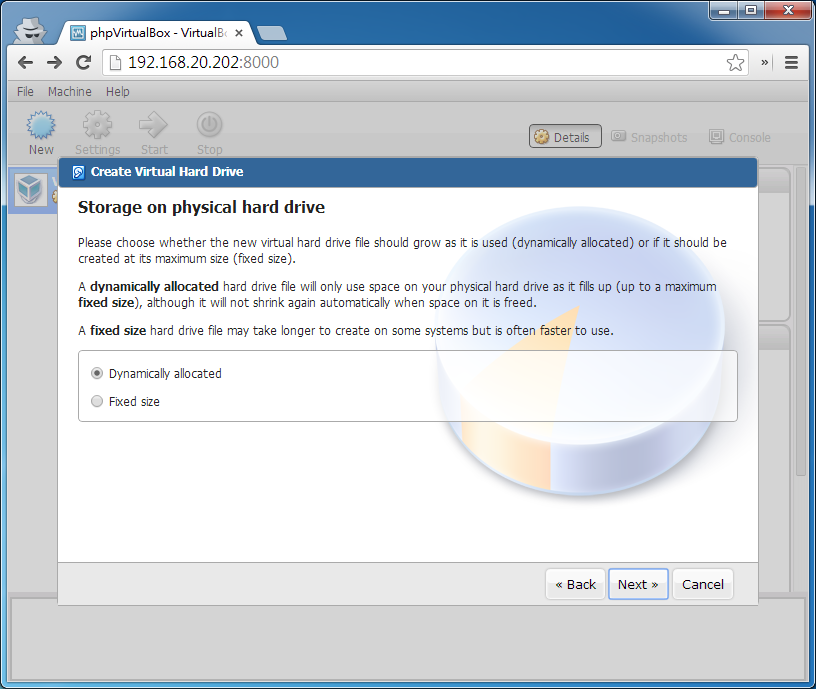 phpVirtualBox - VirtualB
192.168.20.202:8000
File Machine Help
New Settings Start Stop Details Snapshots Console
Create Virtual Hard Drive
Storage on physical hard drive
Please choose whether the new virtual hard drive file should grow as it is used (dynamically allocated) or if it should be
created at its maximum size (fixed size).
A dynamically allocated hard drive file will only use space on your physical hard drive as it fills up (up to a maximum
fixed size), although it will not shrink again automatically when space on it is freed.
A fixed size hard drive file may take longer to create on some systems but is often faster to use.
Dynamically allocated
Fixed size
« Back Next » Cancel